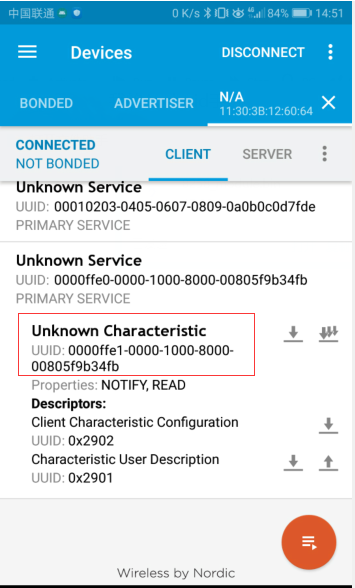 中国联通 0 K/s 84% 14:51
Devices DISCONNECT
BONDED ADVERTISER N/A
11:30:3B:12:60:64
CONNECTED
NOT BONDED CLIENT SERVER
Unknown Service
UUID: 00010203-0405-0607-0809-0a0b0c0d7fde
PRIMARY SERVICE
Unknown Service
UUID: 0000ffe0-0000-1000-8000-00805f9b34fb
PRIMARY SERVICE
Unknown Characteristic
UUID: 0000ffe1-0000-1000-8000-
00805f9b34fb
Properties: NOTIFY, READ
Descriptors:
Client Characteristic Configuration
UUID: 0x2902
Characteristic User Description
UUID: 0x2901
Wireless by Nordic